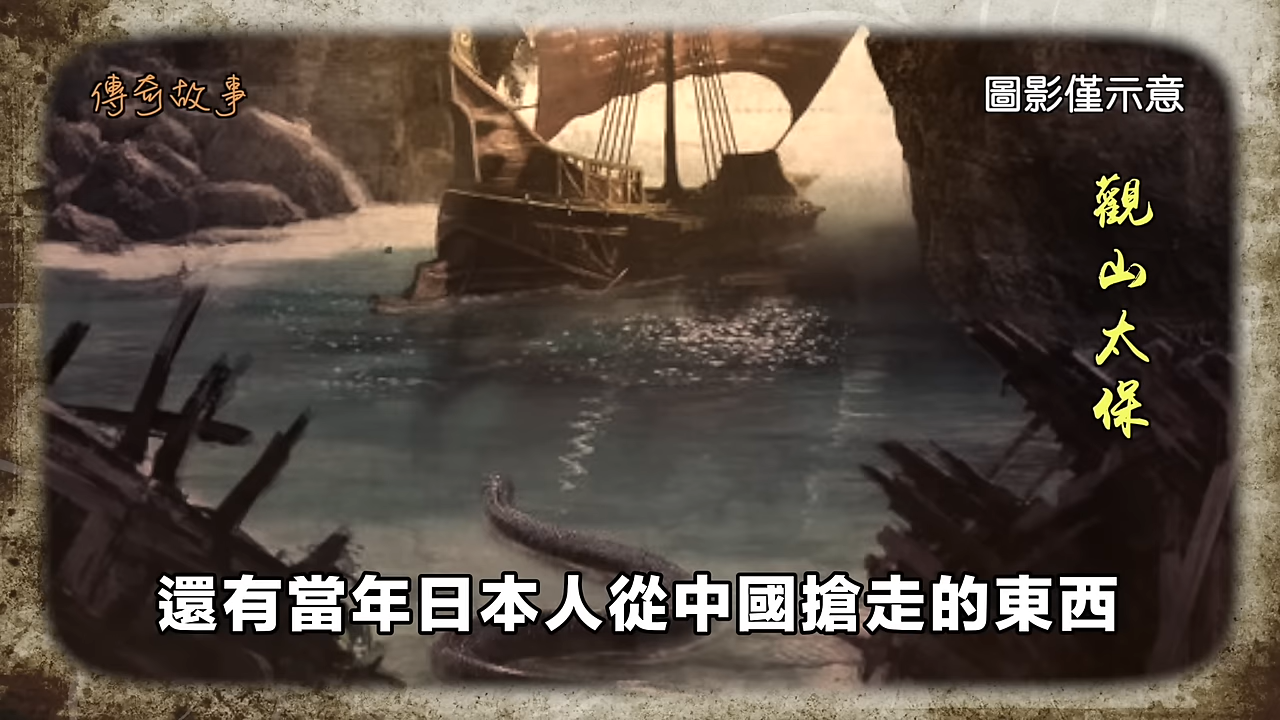 傳奇故事
圖影僅示意
觀山太保
還有當年日本人從中國搶走的東西